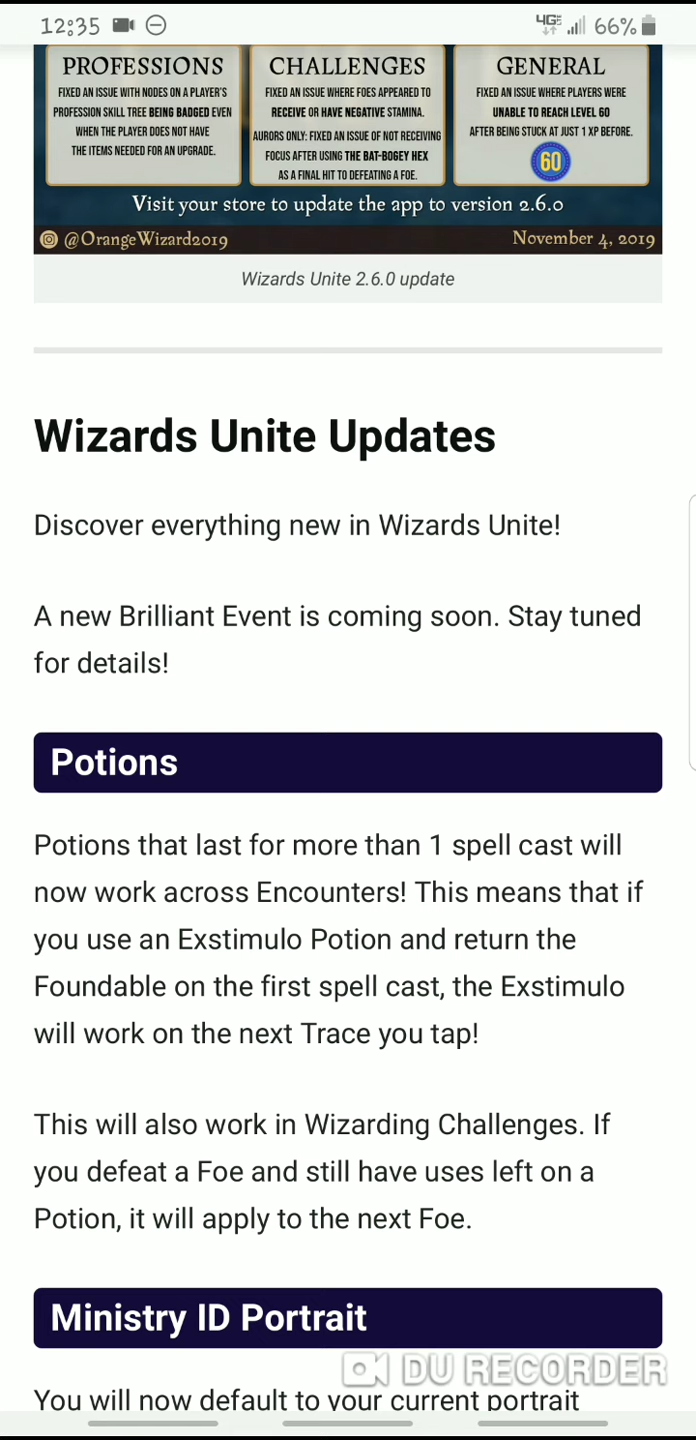 12:35 4GE 66%
PROFESSIONS
FIXED AN ISSUE WITH NODES ON A PLAYER'S
PROFESSION SKILL TREE BEING BADGED EVEN
WHEN THE PLAYER DOES NOT HAVE
THE ITEMS NEEDED FOR AN UPGRADE.
CHALLENGES
FIXED AN ISSUE WHERE FOES APPEARED TO
RECEIVE OR HAVE NEGATIVE STAMINA.
AURORS ONLY: FIXED AN ISSUE OF NOT RECEIVING
FOCUS AFTER USING THE BAT-BOGEY HEX
AS A FINAL HIT TO DEFEATING A FOE.
GENERAL
FIXED AN ISSUE WHERE PLAYERS WERE
UNABLE TO REACH LEVEL 60
AFTER BEING STUCK AT JUST 1 XP BEFORE.
60
Visit your store to update the app to version 2.6.0
@OrangeWizard2019 November 4, 2019
Wizards Unite 2.6.0 update
Wizards Unite Updates
Discover everything new in Wizards Unite!
A new Brilliant Event is coming soon. Stay tuned
for details!
Potions
Potions that last for more than 1 spell cast will
now work across Encounters! This means that if
you use an Exstimulo Potion and return the
Foundable on the first spell cast, the Exstimulo
will work on the next Trace you tap!
This will also work in Wizarding Challenges. If
you defeat a Foe and still have uses left on a
Potion, it will apply to the next Foe.
Ministry ID Portrait
DU RECORDER
You will now default to your current portrait